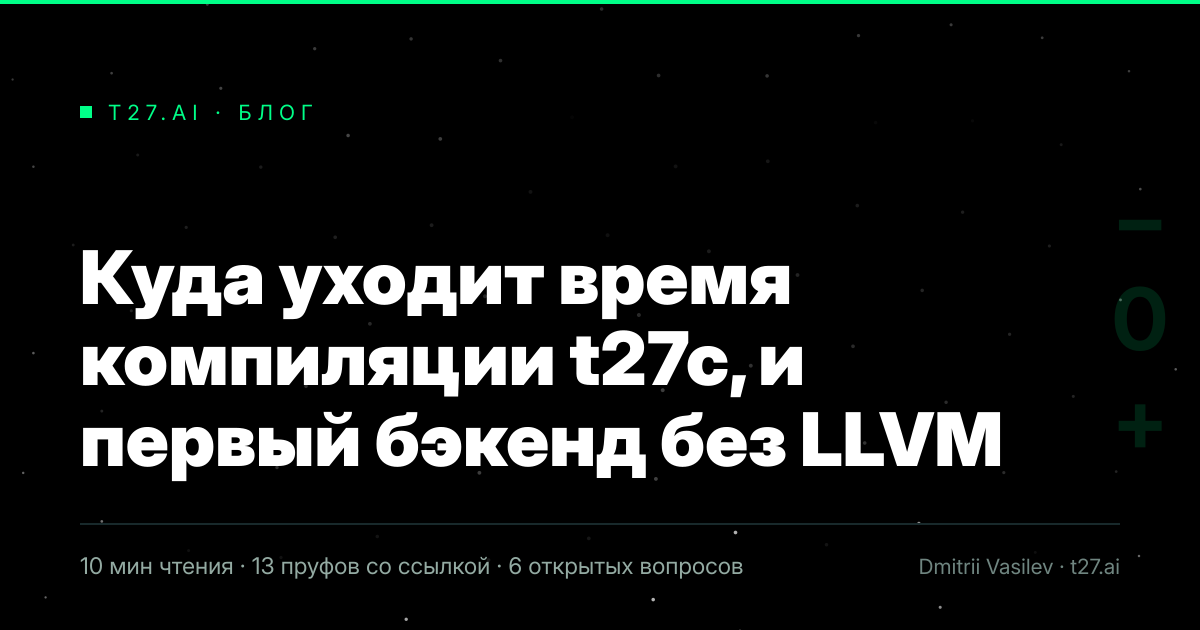 T27.AI · БЛОГ
Куда уходит время
компиляции t27c, и
первый бэкенд без LLVM
10 мин чтения · 13 пруфов со ссылкой · 6 открытых вопросов
Dmitrii Vasilev · t27.ai
−
0
+